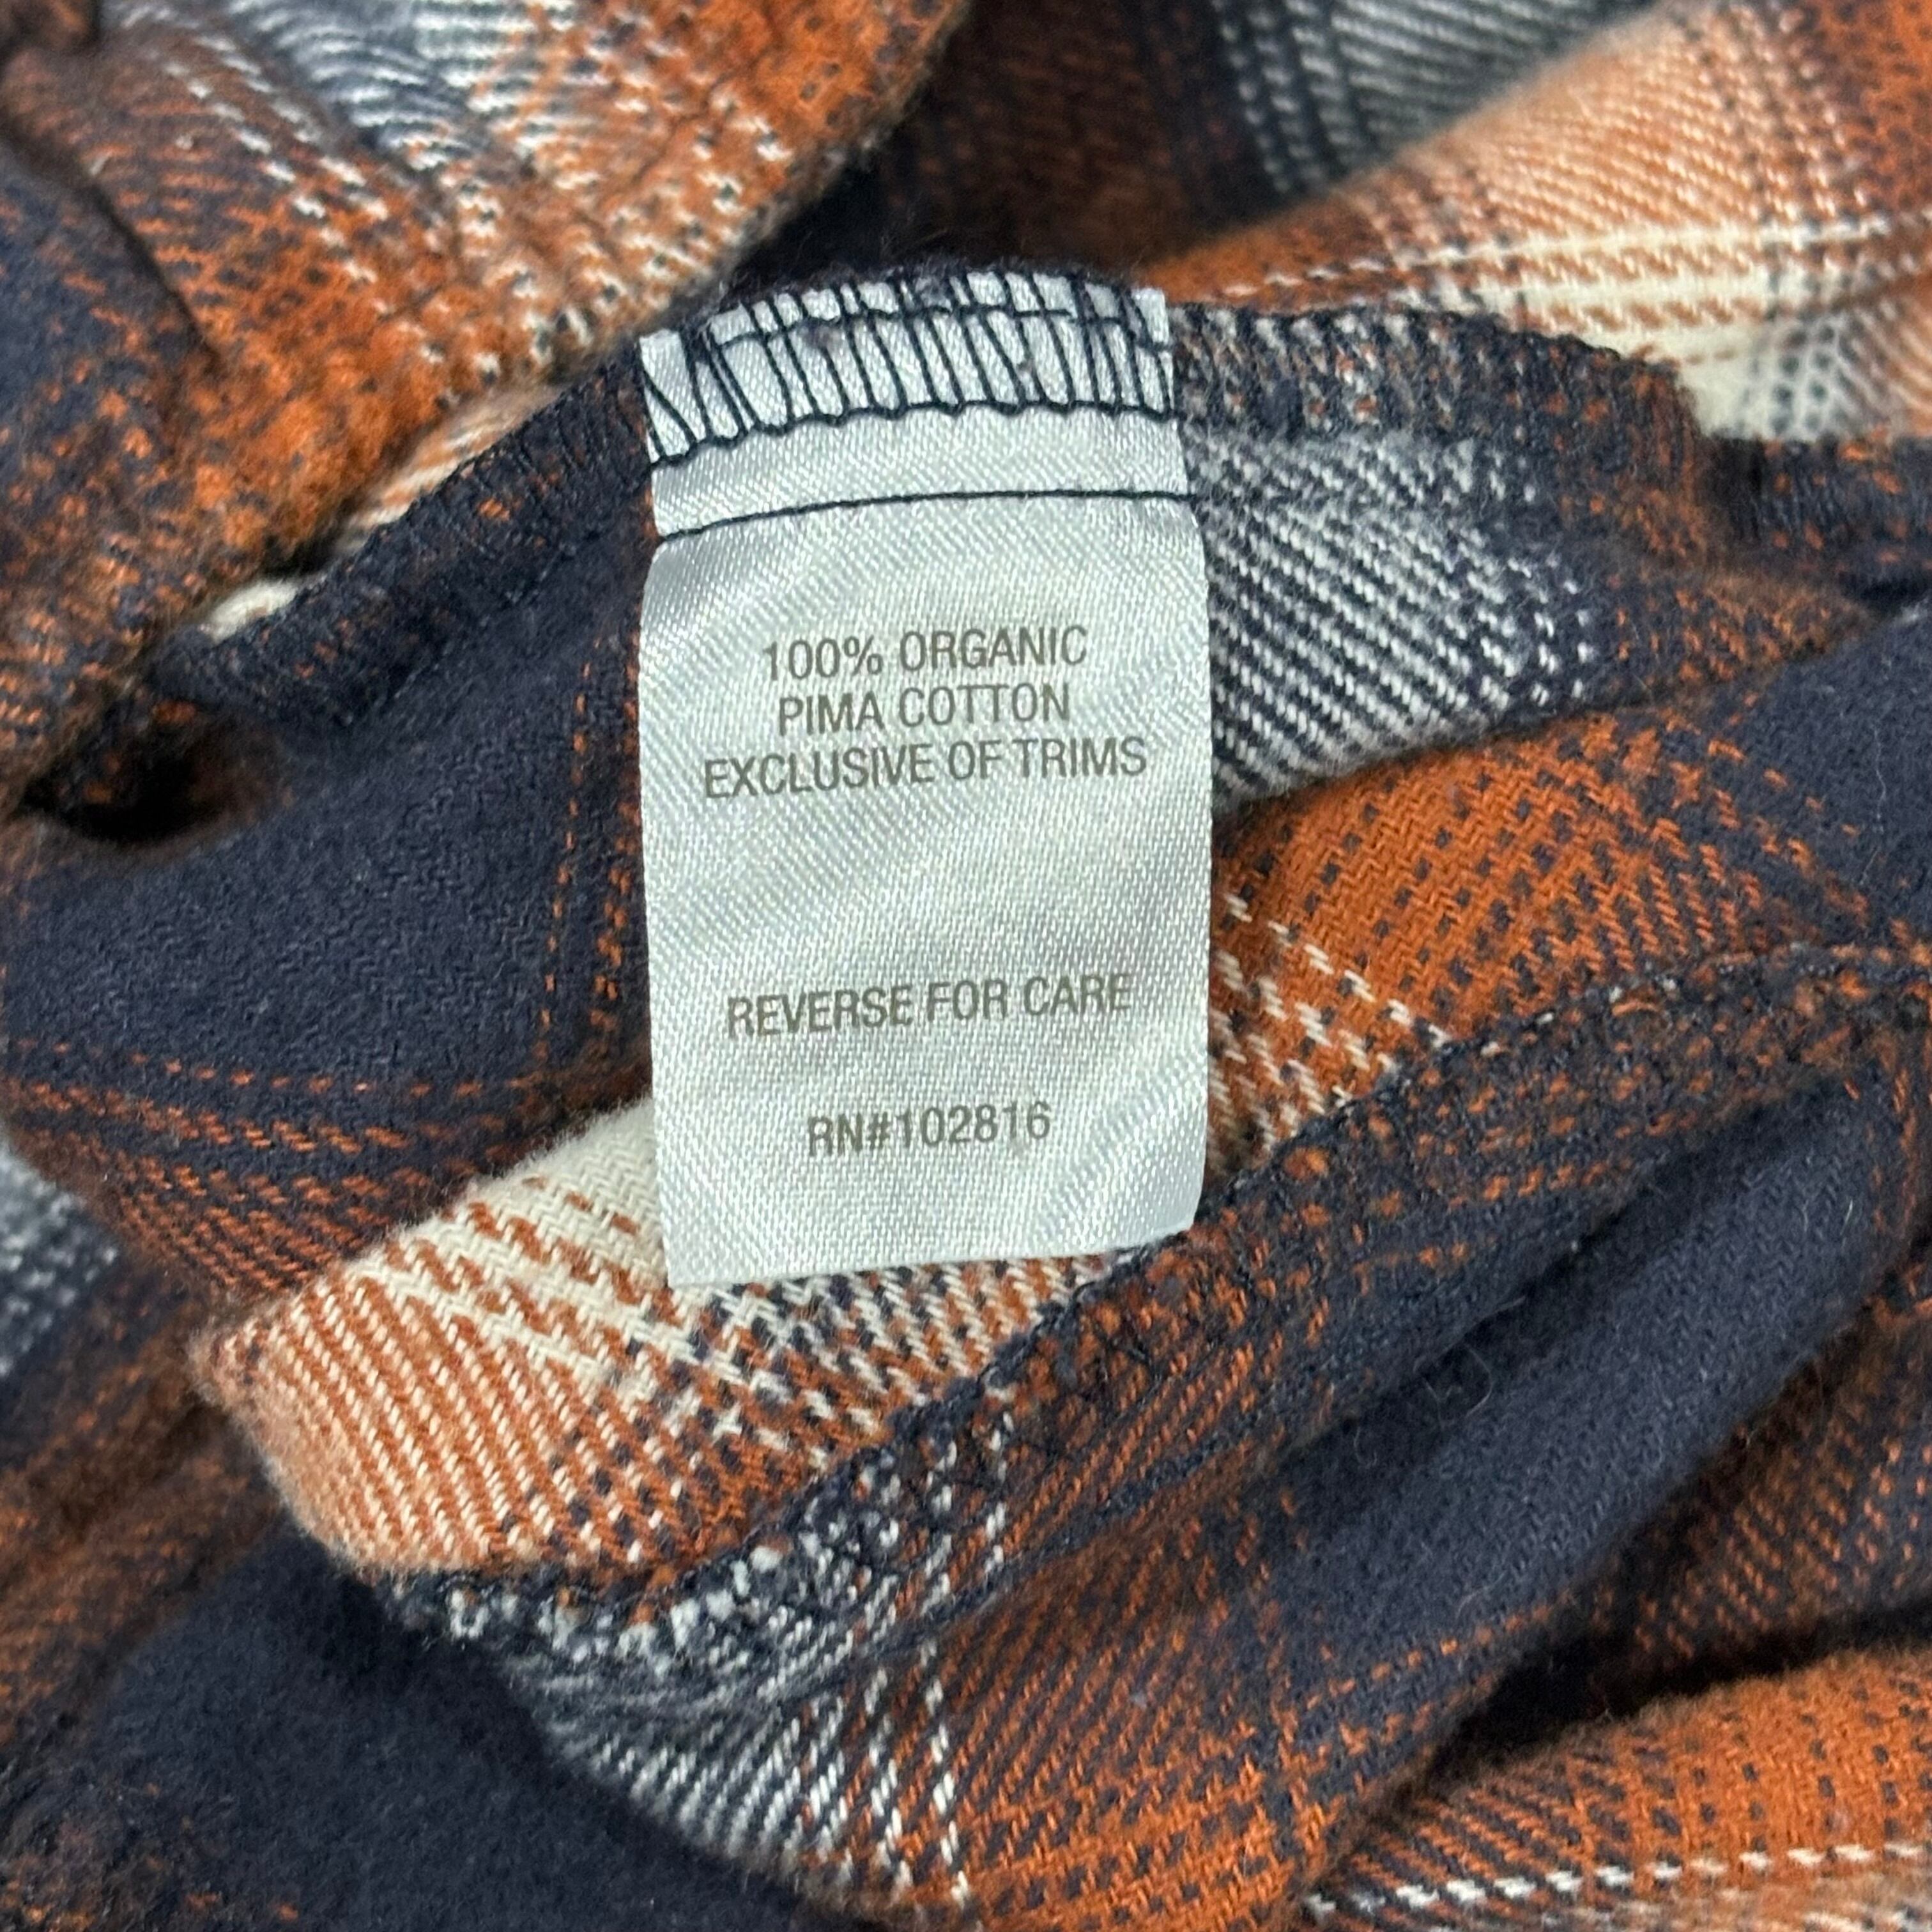 100% ORGANIC
PIMA COTTON
EXCLUSIVE OF TRIMS
REVERSE FOR CARE
RN#102816